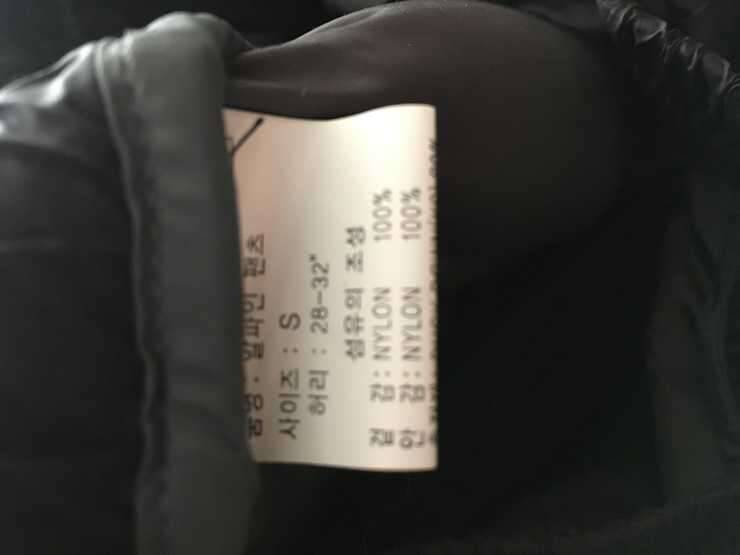 품명 : 알파인 팬츠
사이즈 : S
허리 : 28-32"
섬유의 조성
겉 감 : NYLON 100%
안 감 : NYLON 100%